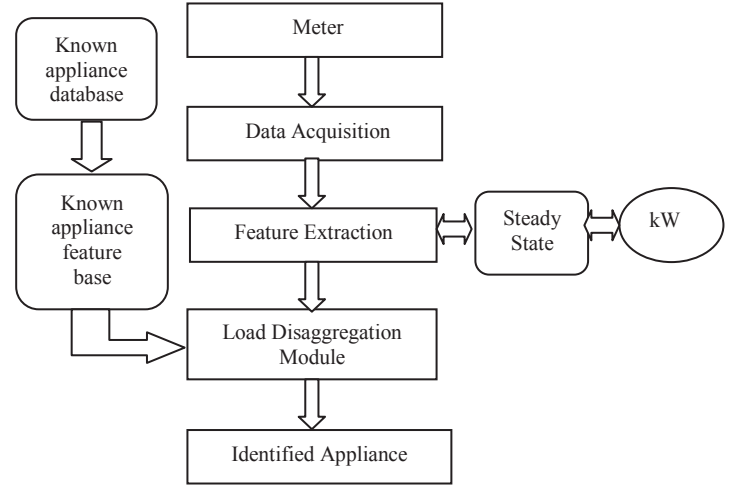 Meter
Known
appliance
database
Data Acquisition
Known
appliance
feature
base
Feature Extraction
Steady
State
kW
Load Disaggregation
Module
Identified Appliance